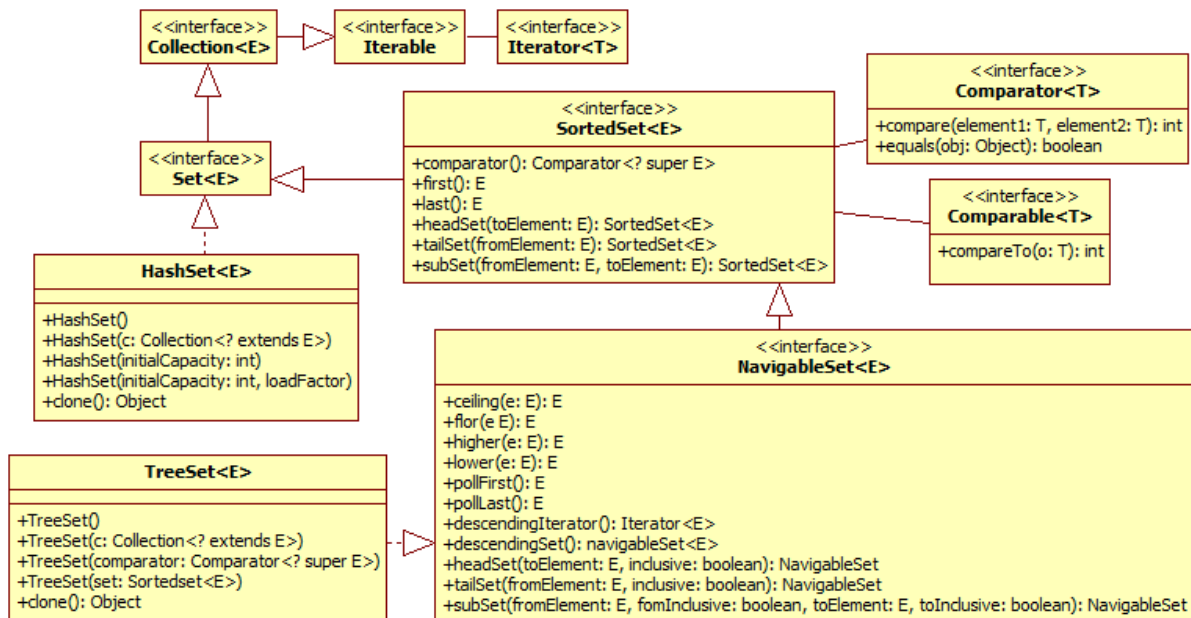 <<interface>>
Collection<E>
<<interface>>
Iterable
<<interface>>
Iterator<T>
<<interface>>
Comparator<T>
+compare(element1: T, element2: T): int
+equals(obj: Object): boolean
<<interface>>
SortedSet<E>
+comparator(): Comparator<? super E>
+first(): E
+last(): E
+headSet(toElement: E): SortedSet<E>
+tailSet(fromElement: E): SortedSet<E>
+subSet(fromElement: E, toElement: E): SortedSet<E>
<<interface>>
Set<E>
<<interface>>
Comparable<T>
+compareTo(o: T): int
HashSet<E>
+HashSet()
+HashSet(c: Collection<? extends E>)
+HashSet(initialCapacity: int)
+HashSet(initialCapacity: int, loadFactor)
+clone(): Object
<<interface>>
NavigableSet<E>
+ceiling(e: E): E
+flor(e E): E
+higher(e: E): E
+lower(e: E): E
+pollFirst(): E
+pollLast(): E
+descendingIterator(): Iterator<E>
+descendingSet(): navigableSet<E>
+headSet(toElement: E, inclusive: boolean): NavigableSet
+tailSet(fromElement: E, inclusive: boolean): NavigableSet
+subSet(fromElement: E, fomInclusive: boolean, toElement: E, toInclusive: boolean): NavigableSet
TreeSet<E>
+TreeSet()
+TreeSet(c: Collection<? extends E>)
+TreeSet(comparator: Comparator<? super E>)
+TreeSet(set: Sortedset<E>)
+clone(): Object